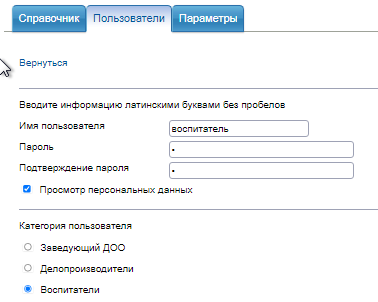 Справочник Пользователи Параметры
Вернуться
Вводите информацию латинскими буквами без пробелов
Имя пользователя воспитатель
Пароль •
Подтверждение пароля •
Просмотр персональных данных
Категория пользователя
Заведующий ДОО
Делопроизводители
Воспитатели